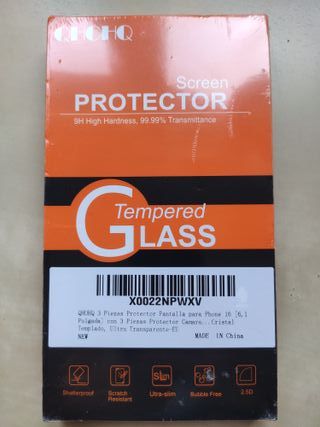 QHOHQ
Screen
PROTECTOR
9H High Hardness, 99.99% Transmittance
Tempered
GLASS
X0022NPWXV
QHOHQ 3 Piezas Protector Pantalla para Phone 16 [6,1
Pulgada] con 3 Piezas Protector Camara...Cristal
Templado, Ultra Transparente-EU
NEW MADE IN China
Shatterproof
Scratch
Resistant
Ultra-slim
Bubble Free
2.5D